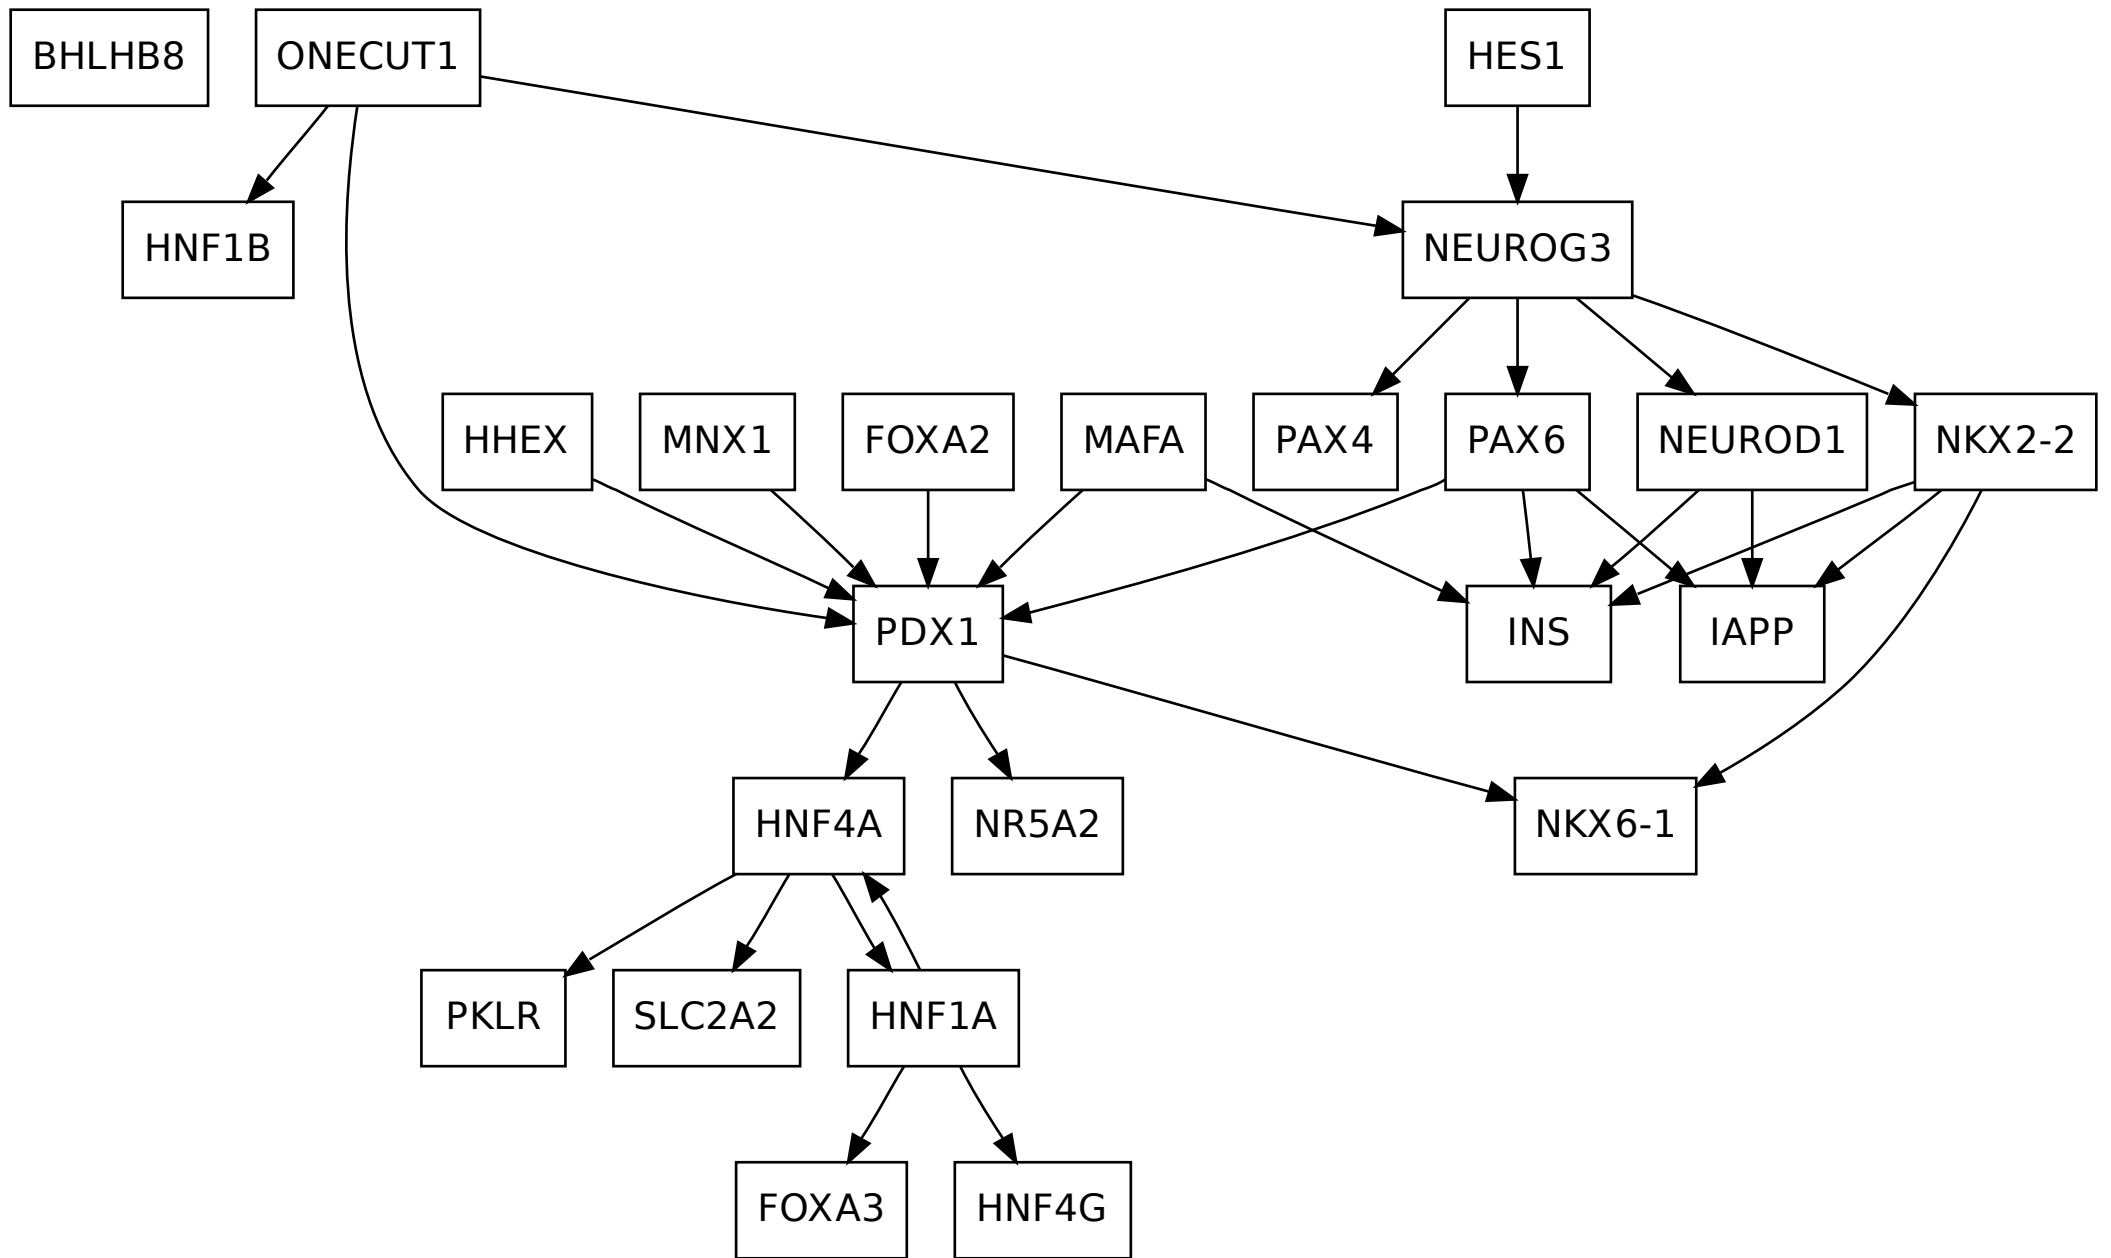 BHLHB8
ONECUT1
HES1
HNF1B
NEUROG3
HHEX
MNX1
FOXA2
MAFA
PAX4
PAX6
NEUROD1
NKX2-2
PDX1
INS
IAPP
HNF4A
NR5A2
NKX6-1
PKLR
SLC2A2
HNF1A
FOXA3
HNF4G